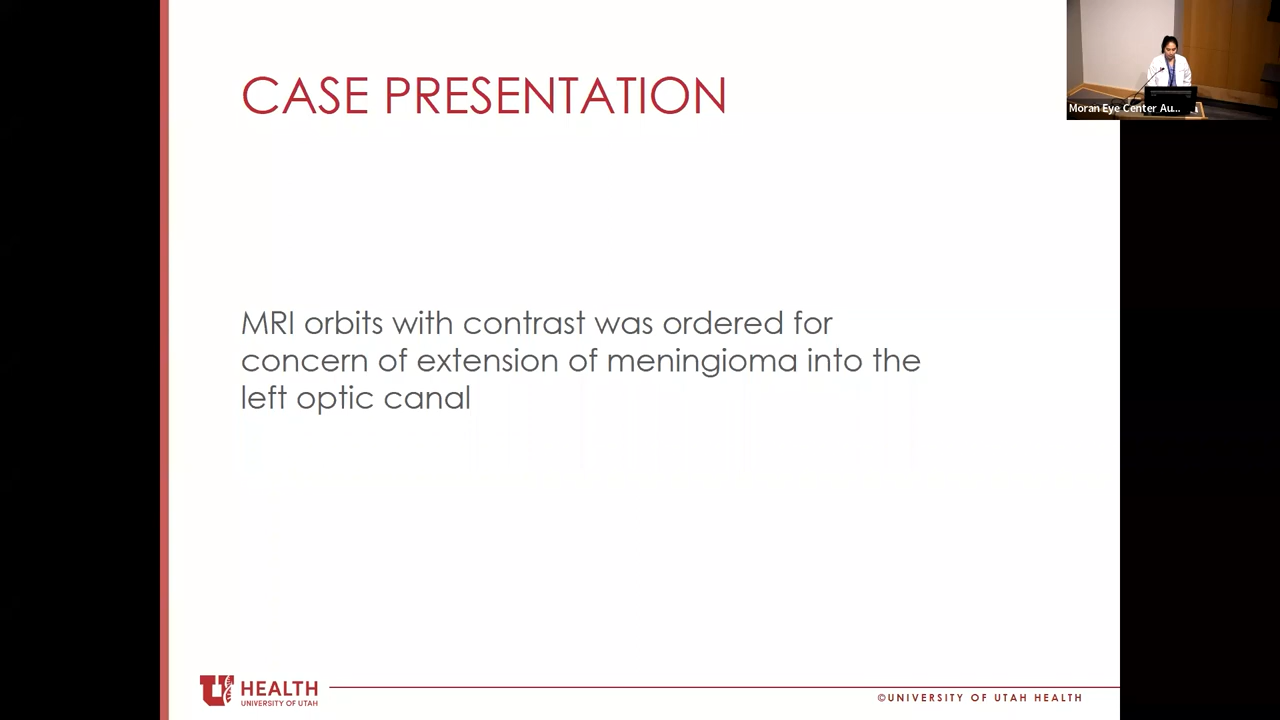 CASE PRESENTATION
Moran Eye Center Au...
MRI orbits with contrast was ordered for
concern of extension of meningioma into the
left optic canal
U HEALTH
UNIVERSITY OF UTAH
©UNIVERSITY OF UTAH HEALTH